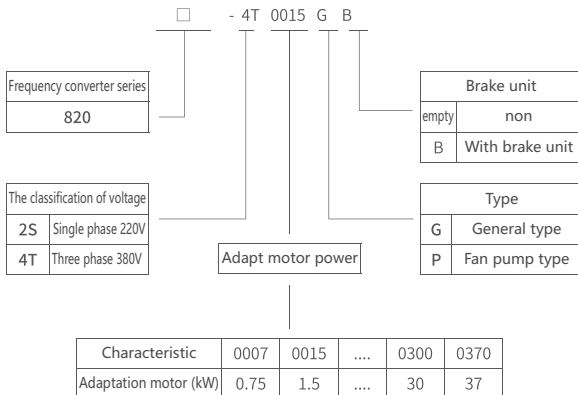 □ - 4T 0015 G B
Frequency converter series
820
Brake unit
empty non
B With brake unit
The classification of voltage
2S Single phase 220V
4T Three phase 380V
Type
G General type
P Fan pump type
Adapt motor power
Characteristic 0007 0015 .... 0300 0370
Adaptation motor (kW) 0.75 1.5 .... 30 37